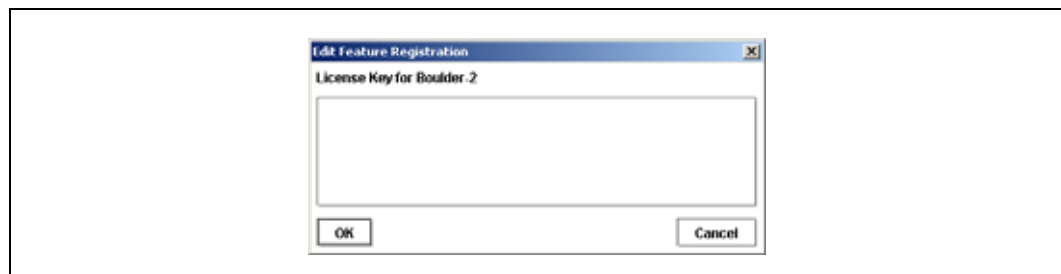 Edit Feature Registration
License Key for Boulder-2
OK
Cancel